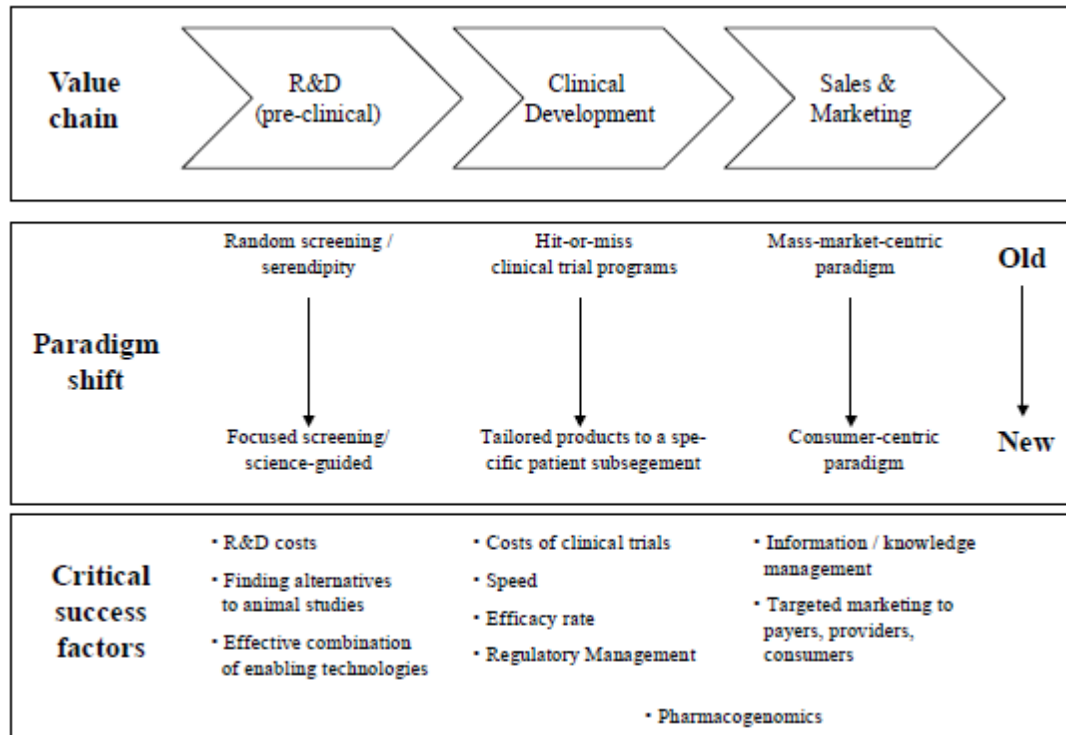 Value
chain
R&D
(pre-clinical)
Clinical
Development
Sales &
Marketing
Paradigm
shift
Random screening /
serendipity
Hit-or-miss
clinical trial programs
Mass-market-centric
paradigm
Old
Focused screening/
science-guided
Tailored products to a spe-
cific patient subsegement
Consumer-centric
paradigm
New
Critical
success
factors
· R&D costs
· Finding alternatives
to animal studies
· Effective combination
of enabling technologies
· Costs of clinical trials
· Speed
· Efficacy rate
· Regulatory Management
· Information / knowledge
management
· Targeted marketing to
payers, providers,
consumers
· Pharmacogenomics